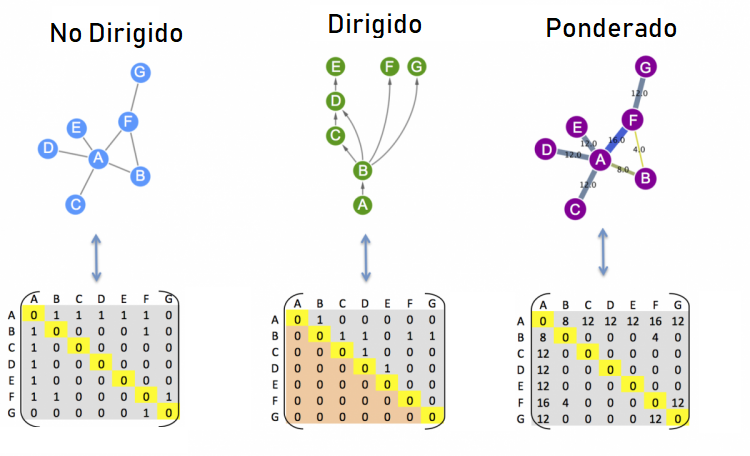 No Dirigido
Dirigido
Ponderado
G
F
E
D
A
B
C
E
F
G
D
C
B
A
G
12.0
F
E
16.0
4.0
12.0
D
12.0
A
8.0
B
12.0
C
A B C D E F G
A 0 1 1 1 1 1 0
B 1 0 0 0 0 1 0
C 1 0 0 0 0 0 0
D 1 0 0 0 0 0 0
E 1 0 0 0 0 0 0
F 1 1 0 0 0 0 1
G 0 0 0 0 0 1 0
A B C D E F G
A 0 1 0 0 0 0 0
B 0 0 1 1 0 1 1
C 0 0 0 1 0 0 0
D 0 0 0 0 1 0 0
E 0 0 0 0 0 0 0
F 0 0 0 0 0 0 0
G 0 0 0 0 0 0 0
A B C D E F G
A 0 8 12 12 12 16 12
B 8 0 0 0 0 4 0
C 12 0 0 0 0 0 0
D 12 0 0 0 0 0 0
E 12 0 0 0 0 0 0
F 16 4 0 0 0 0 12
G 12 0 0 0 0 12 0